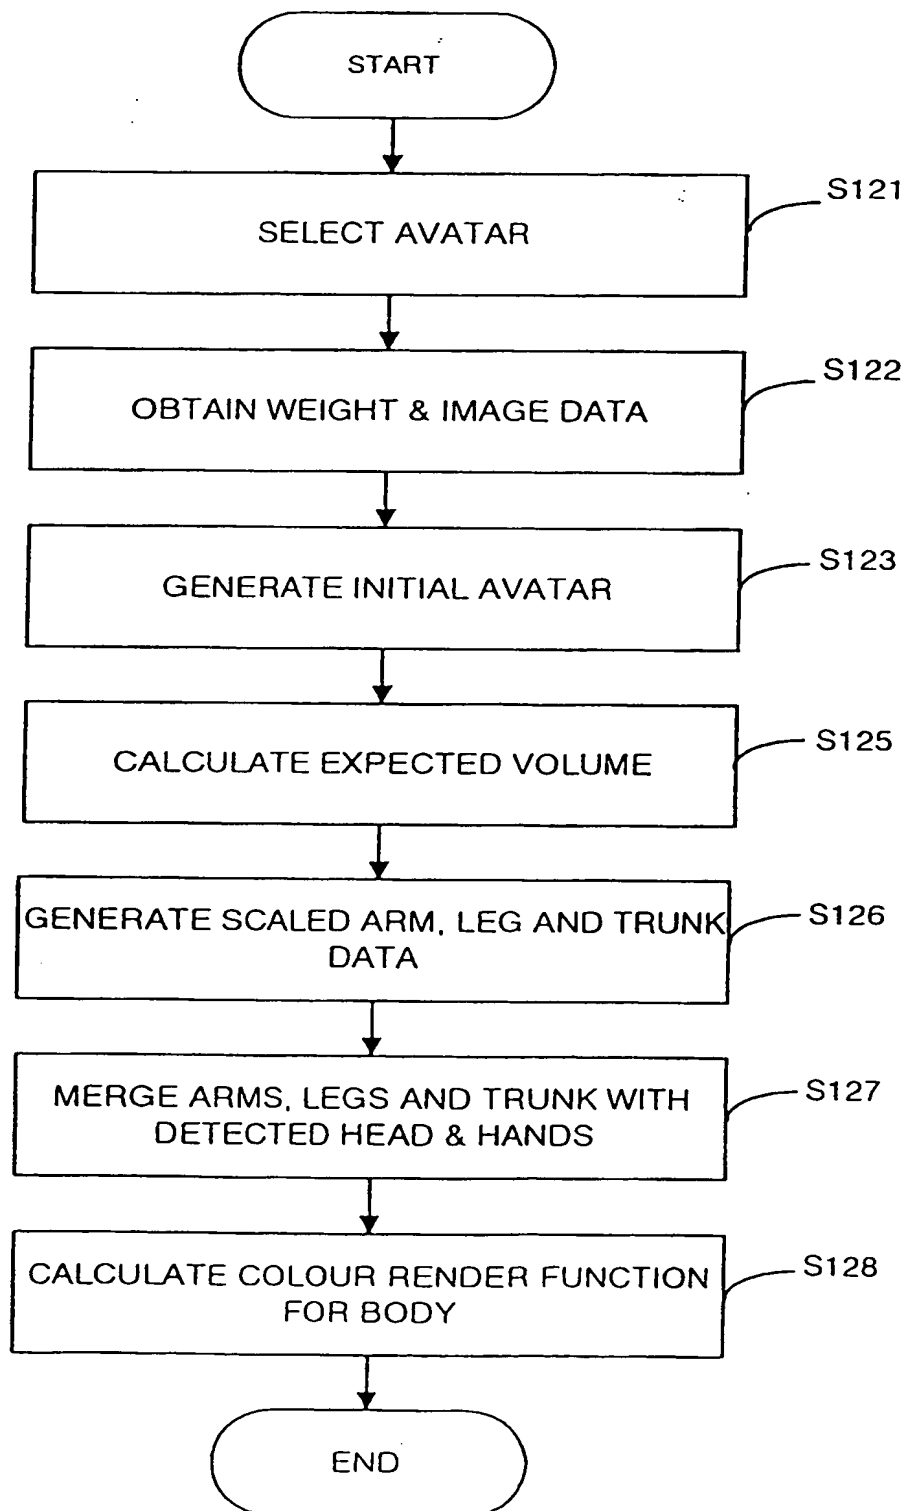 START
SELECT AVATAR
S121
OBTAIN WEIGHT & IMAGE DATA
S122
GENERATE INITIAL AVATAR
S123
CALCULATE EXPECTED VOLUME
S125
GENERATE SCALED ARM, LEG AND TRUNK
DATA
S126
MERGE ARMS, LEGS AND TRUNK WITH
DETECTED HEAD & HANDS
S127
CALCULATE COLOUR RENDER FUNCTION
FOR BODY
S128
END